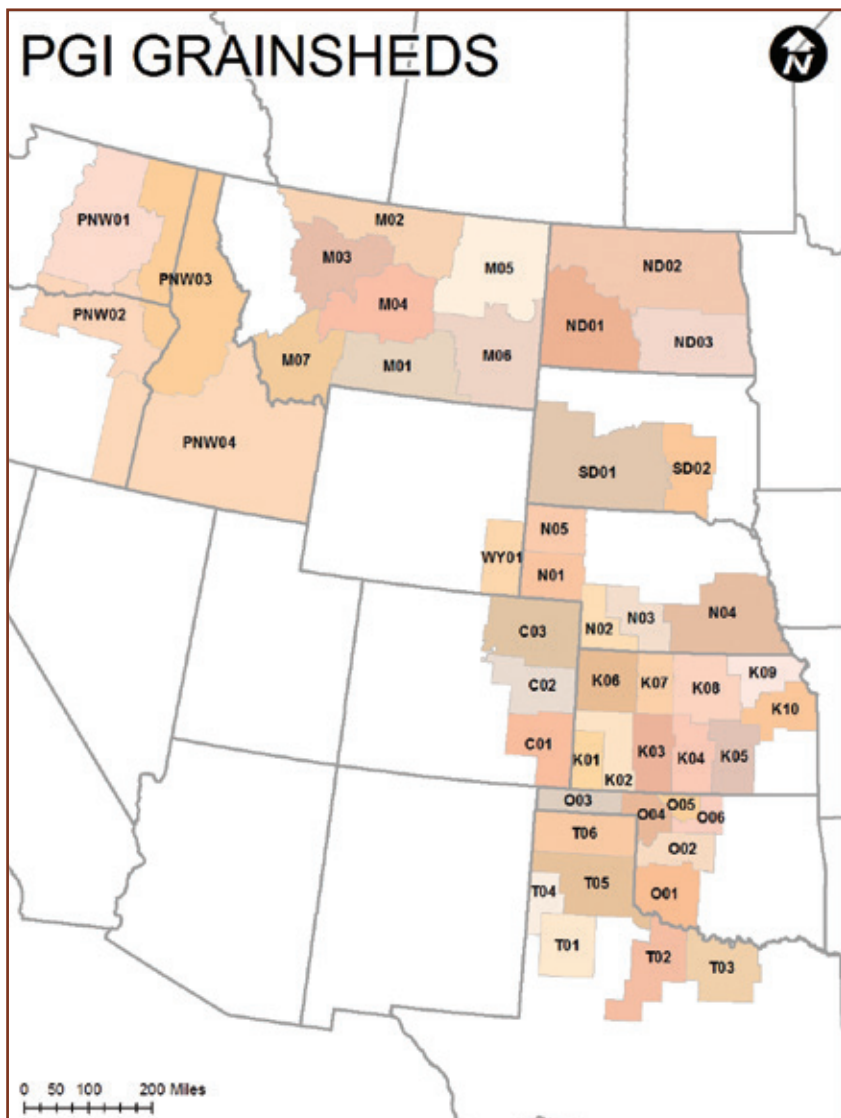 PGI GRAINSHEDS
N
PNW01
M02
M03
M05
ND02
PNW03
M04
PNW02
ND01
ND03
M07
M01
M06
PNW04
SD01
SD02
N05
WY01
N01
N04
N03
N02
C03
K09
C02
K06
K07
K08
K10
C01
K01
K03
K04
K05
K02
O03
O05
O04
O06
T06
O02
T05
T04
O01
T01
T02
T03
0 50 100 200 Miles